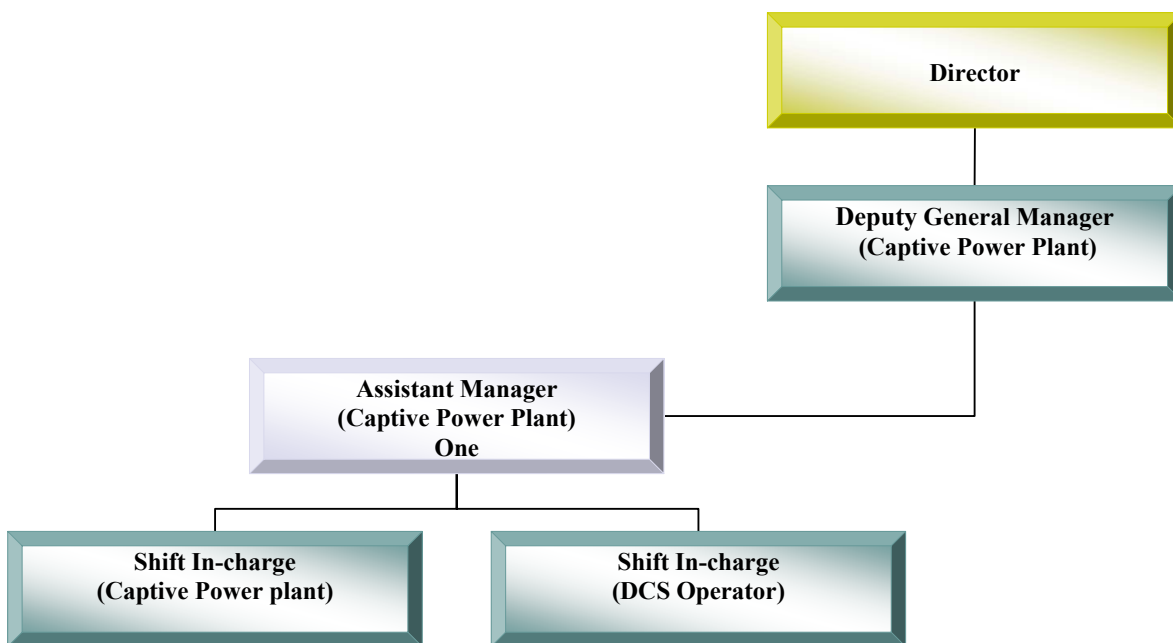 Director
Deputy General Manager
(Captive Power Plant)
Assistant Manager
(Captive Power Plant)
One
Shift In-charge
(Captive Power plant)
Shift In-charge
(DCS Operator)